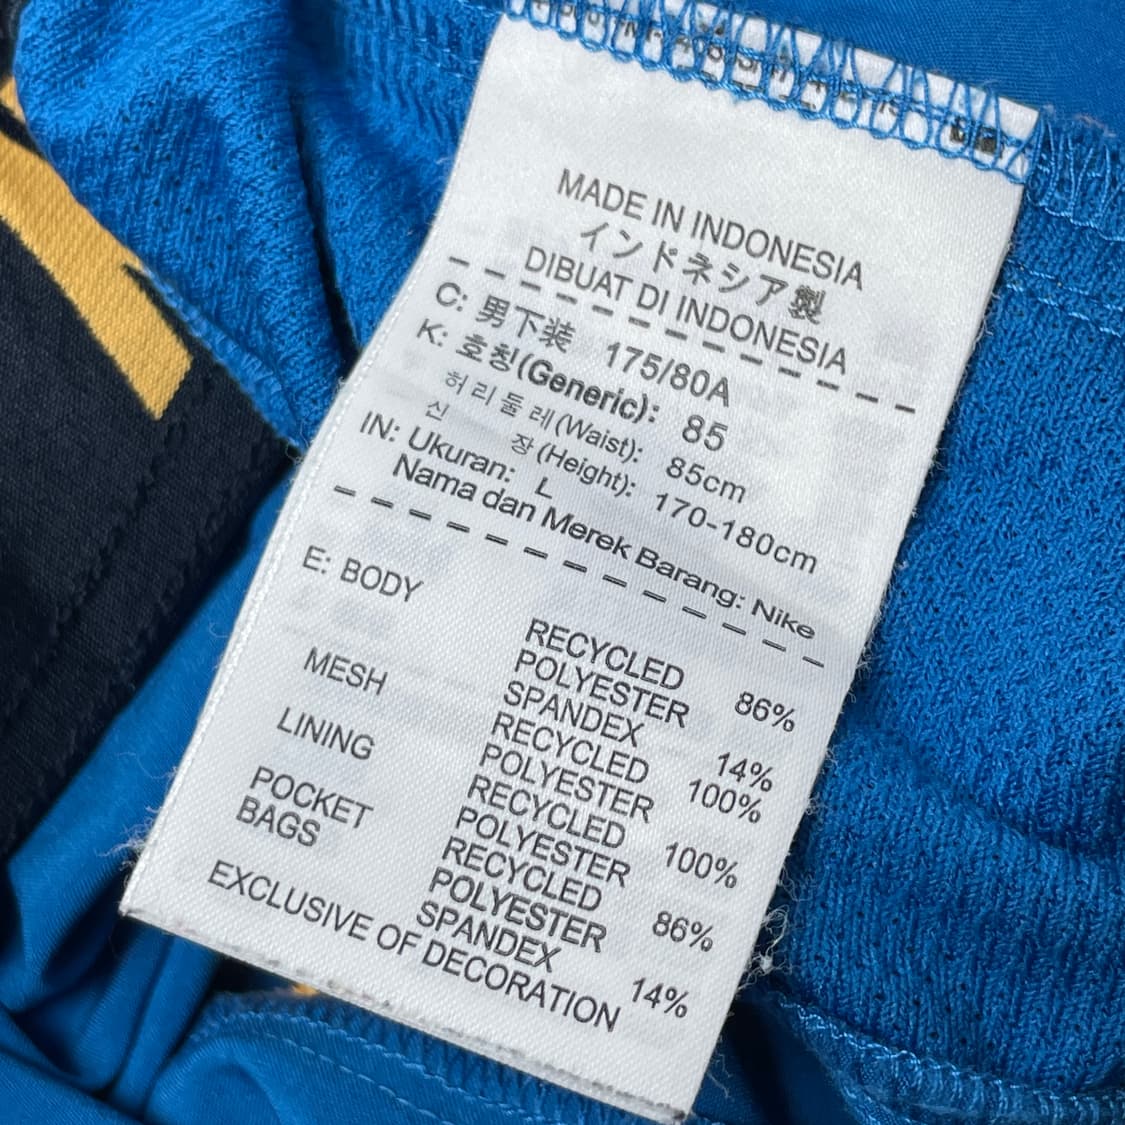 MADE IN INDONESIA
インドネシア製
DIBUAT DI INDONESIA
C: 男下装 175/80A
K: 호칭(Generic): 85
허리둘레(Waist): 85cm
신 장(Height): 170-180cm
IN: Ukuran: L
Nama dan Merek Barang: Nike
E: BODY RECYCLED
POLYESTER 86%
SPANDEX 14%
MESH RECYCLED
POLYESTER 100%
LINING RECYCLED
POLYESTER 100%
POCKET RECYCLED
BAGS POLYESTER 86%
SPANDEX 14%
EXCLUSIVE OF DECORATION